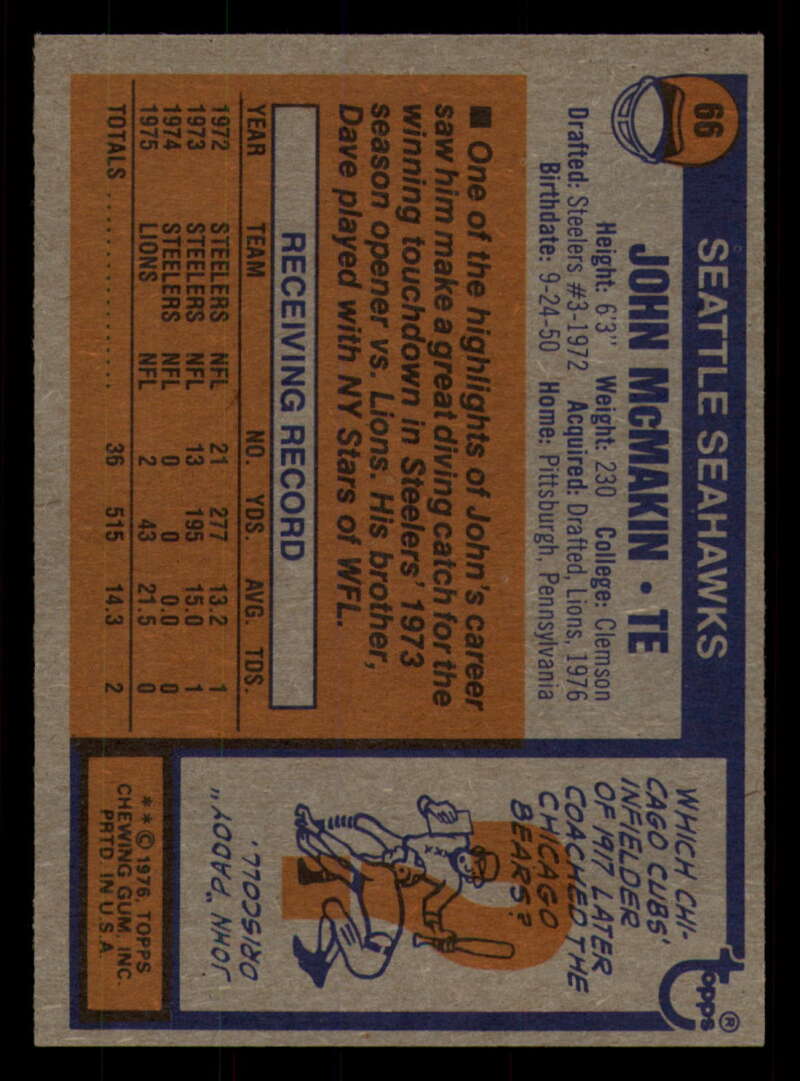 66
SEATTLE SEAHAWKS
JOHN McMAKIN • TE
Height: 6'3" Weight: 230 College: Clemson
Drafted: Steelers #3-1972 Acquired: Drafted, Lions, 1976
Birthdate: 9-24-50 Home: Pittsburgh, Pennsylvania
■ One of the highlights of John's career
saw him make a great diving catch for the
winning touchdown in Steelers' 1973
season opener vs. Lions. His brother,
Dave played with NY Stars of WFL.
RECEIVING RECORD
YEAR TEAM NO. YDS. AVG. TDS.
1972 STEELERS NFL 21 277 13.2 1
1973 STEELERS NFL 13 195 15.0 1
1974 STEELERS NFL 0 0 0.0 0
1975 LIONS NFL 2 43 21.5 0
TOTALS .................... 36 515 14.3 2
topps®
WHICH CHI-
CAGO CUBS'
INFIELDER
OF 1917 LATER
COACHED THE
CHICAGO
BEARS?
JOHN "PADDY"
DRISCOLL.
* * © 1976, TOPPS
CHEWING GUM, INC.
PRTD. IN U.S.A.